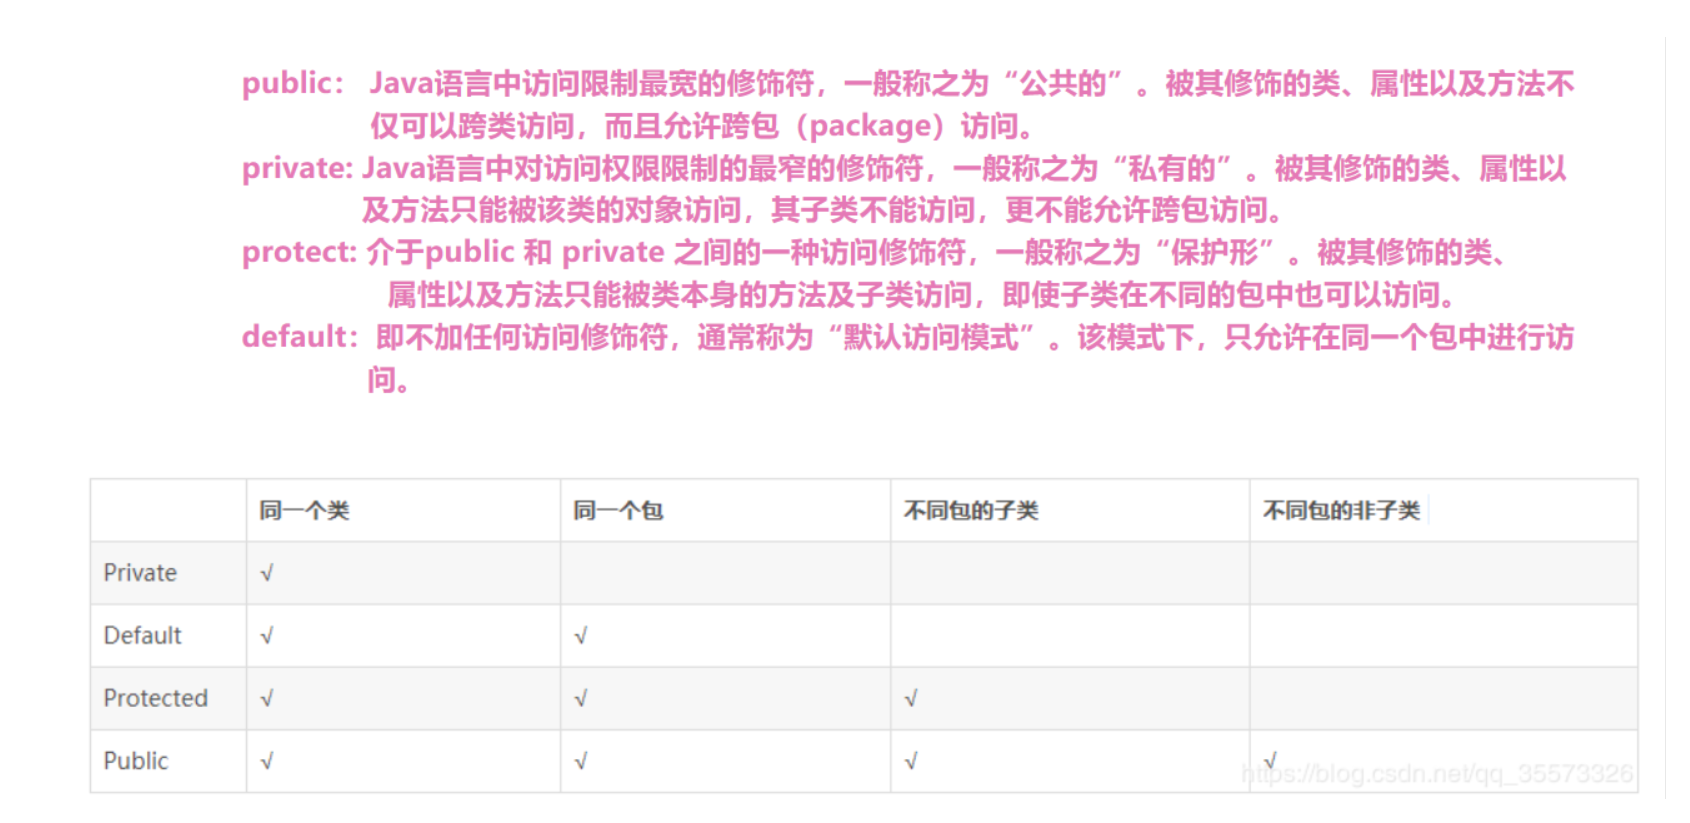 public： Java语言中访问限制最宽的修饰符，一般称之为“公共的”。被其修饰的类、属性以及方法不
仅可以跨类访问，而且允许跨包（package）访问。
private: Java语言中对访问权限限制的最窄的修饰符，一般称之为“私有的”。被其修饰的类、属性以
及方法只能被该类的对象访问，其子类不能访问，更不能允许跨包访问。
protect: 介于public 和 private 之间的一种访问修饰符，一般称之为“保护形”。被其修饰的类、
属性以及方法只能被类本身的方法及子类访问，即使子类在不同的包中也可以访问。
default：即不加任何访问修饰符，通常称为“默认访问模式”。该模式下，只允许在同一个包中进行访
问。
同一个类 同一个包 不同包的子类 不同包的非子类
Private √
Default √ √
Protected √ √ √
Public √ √ √ √
https://blog.csdn.net/qq_35573326